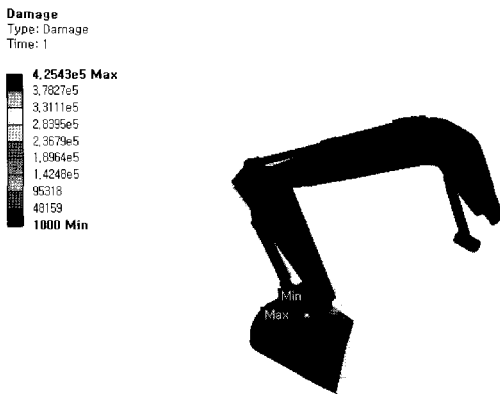 Damage
Type: Damage
Time: 1
4,2543e5 Max
3,7827e5
3,3111e5
2,8395e5
2,3679e5
1,8964e5
1,4248e5
95318
48159
1000 Min
Min
Max